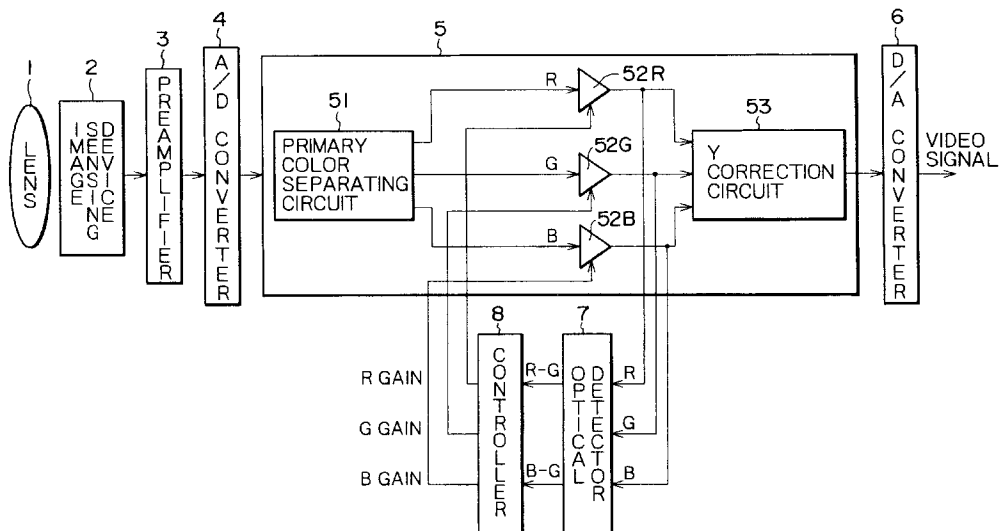 1
LENS
2
IMAGE
SENSING
DEVICE
3
PREAMPLIFIER
4
A/D CONVERTER
5
51
PRIMARY
COLOR
SEPARATING
CIRCUIT
R
52R
G
52G
B
52B
53
Y
CORRECTION
CIRCUIT
6
D/A CONVERTER
VIDEO
SIGNAL
8
CONTROLLER
7
OPTICAL
DETECTOR
R GAIN
R-G
R
G GAIN
G
B GAIN
B-G
B